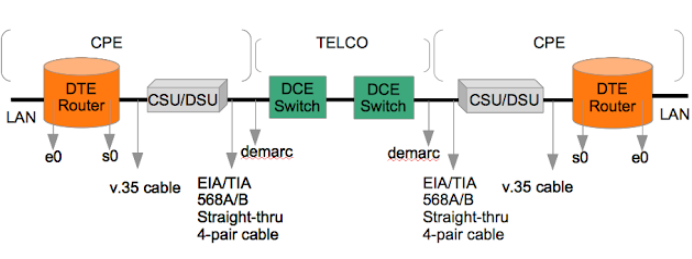 CPE
TELCO
CPE
DTE
Router
CSU/DSU
DCE
Switch
DCE
Switch
CSU/DSU
DTE
Router
LAN
LAN
e0
s0
demarc
demarc
s0
e0
v.35 cable
EIA/TIA
568A/B
Straight-thru
4-pair cable
EIA/TIA
568A/B
Straight-thru
4-pair cable
v.35 cable